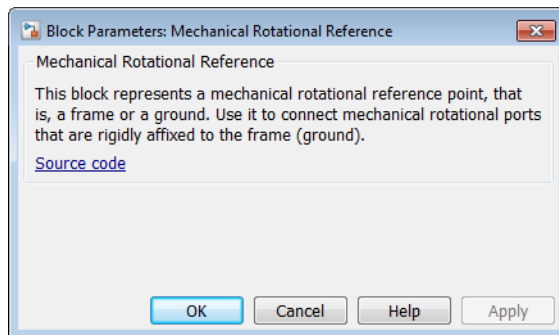 Block Parameters: Mechanical Rotational Reference
Mechanical Rotational Reference
This block represents a mechanical rotational reference point, that
is, a frame or a ground. Use it to connect mechanical rotational ports
that are rigidly affixed to the frame (ground).
Source code
OK Cancel Help Apply